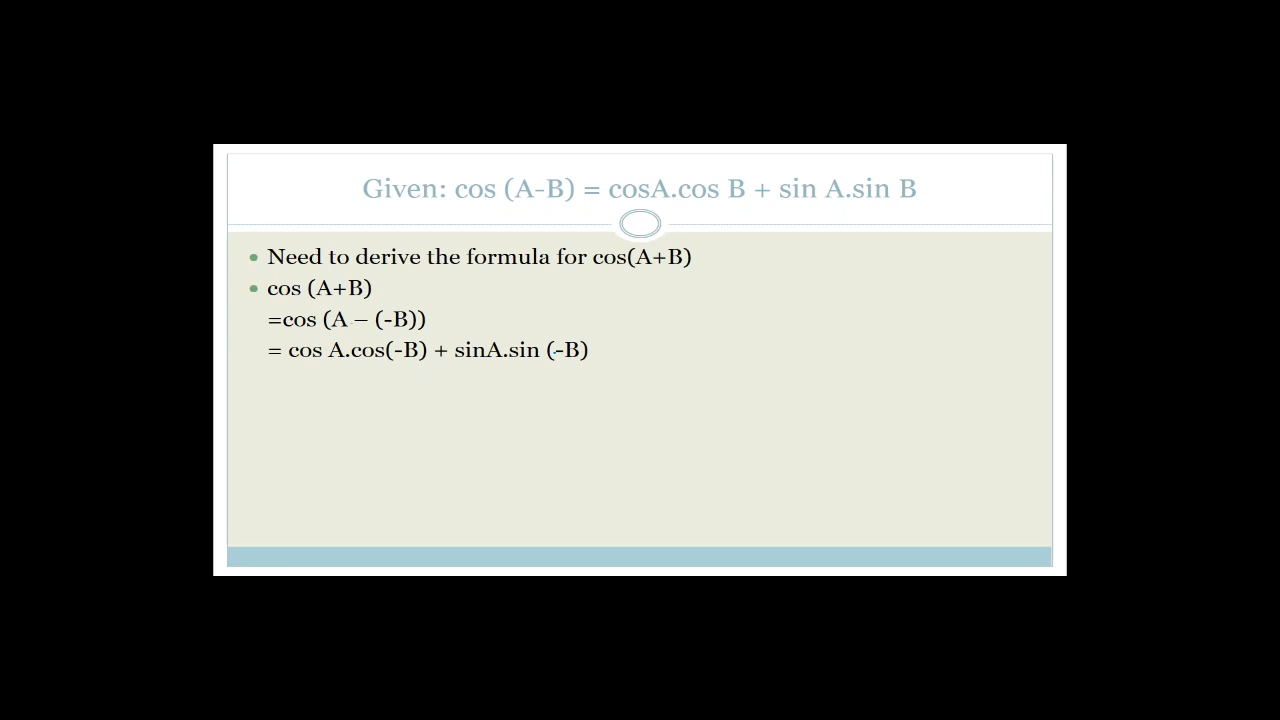 Given: cos (A-B) = cosA.cos B + sin A.sin B
• Need to derive the formula for cos(A+B)
• cos (A+B)
=cos (A – (-B))
= cos A.cos(-B) + sinA.sin (-B)